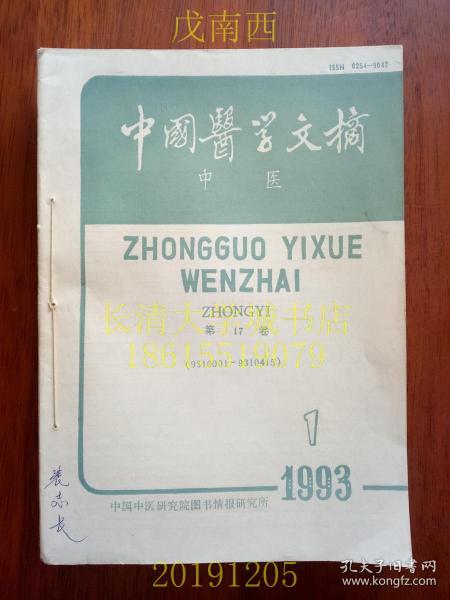 戊南西
ISSN 0254—9042
中國醫学文摘
中医
ZHONGGUO YIXUE
WENZHAI
ZHONGYI
长清大学城书店
第 17 卷
18615519079
(9310001-9310415)
1
1993
中国中医研究院图书情报研究所
20191205
孔夫子旧书网
www.kongfz.com